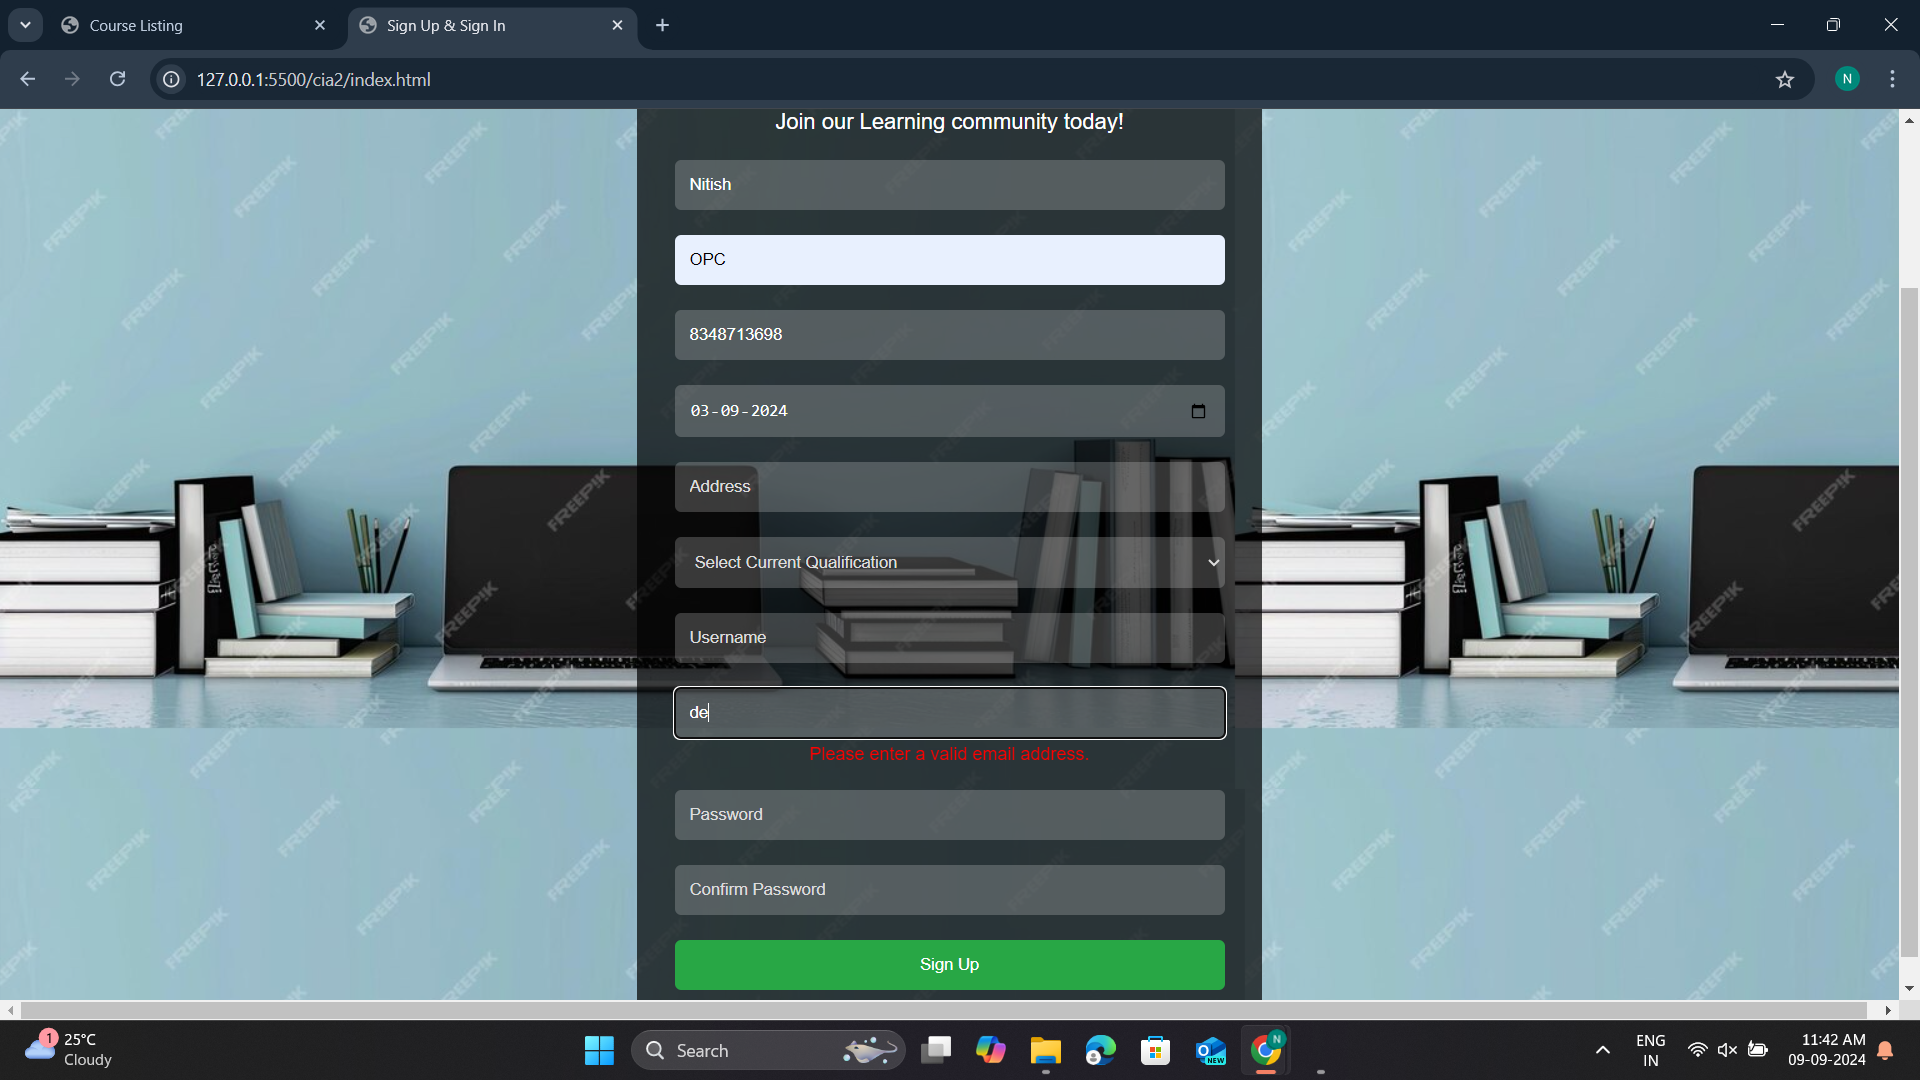 Course Listing
Sign Up & Sign In
127.0.0.1:5500/cia2/index.html
N
Join our Learning community today!
Nitish
OPC
8348713698
03-09-2024
Address
Select Current Qualification
Username
de
Please enter a valid email address.
Password
Confirm Password
Sign Up
FREEPIK
1
25°C
Cloudy
Search
NEW
N
ENG
IN
11:42 AM
09-09-2024